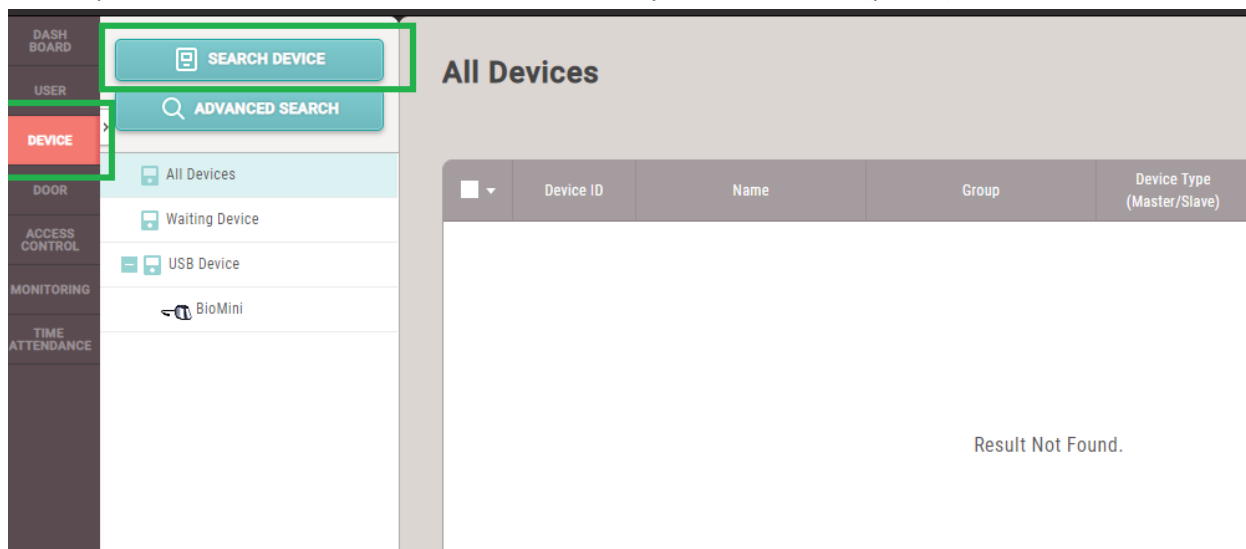 DASH
BOARD
USER
DEVICE
DOOR
ACCESS
CONTROL
MONITORING
TIME
ATTENDANCE
SEARCH DEVICE
ADVANCED SEARCH
All Devices
Waiting Device
USB Device
BioMini
All Devices
Device ID
Name
Group
Device Type
(Master/Slave)
Result Not Found.